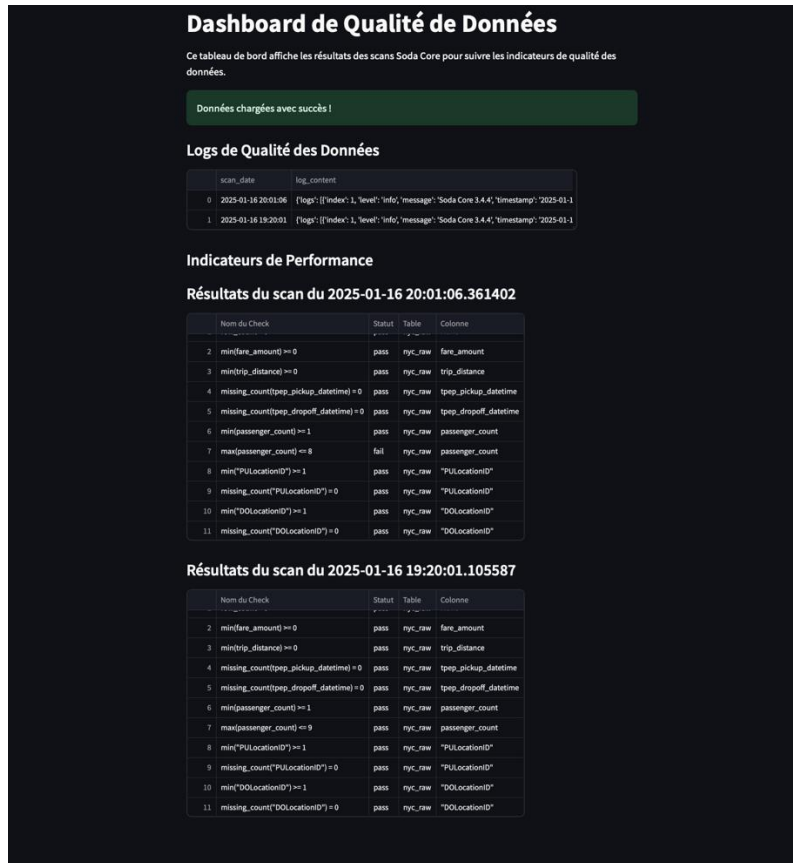 Dashboard de Qualité de Données
Ce tableau de bord affiche les résultats des scans Soda Core pour suivre les indicateurs de qualité des
données.
Données chargées avec succès !
Logs de Qualité des Données
scan_date log_content
0 2025-01-16 20:01:06 {'logs': [{'index': 1, 'level': 'info', 'message': 'Soda Core 3.4.4', 'timestamp': '2025-01-1
1 2025-01-16 19:20:01 {'logs': [{'index': 1, 'level': 'info', 'message': 'Soda Core 3.4.4', 'timestamp': '2025-01-1
Indicateurs de Performance
Résultats du scan du 2025-01-16 20:01:06.361402
Nom du Check Statut Table Colonne
2 min(fare_amount) >= 0 pass nyc_raw fare_amount
3 min(trip_distance) >= 0 pass nyc_raw trip_distance
4 missing_count(tpep_pickup_datetime) = 0 pass nyc_raw tpep_pickup_datetime
5 missing_count(tpep_dropoff_datetime) = 0 pass nyc_raw tpep_dropoff_datetime
6 min(passenger_count) >= 1 pass nyc_raw passenger_count
7 max(passenger_count) <= 8 fail nyc_raw passenger_count
8 min("PULocationID") >= 1 pass nyc_raw "PULocationID"
9 missing_count("PULocationID") = 0 pass nyc_raw "PULocationID"
10 min("DOLocationID") >= 1 pass nyc_raw "DOLocationID"
11 missing_count("DOLocationID") = 0 pass nyc_raw "DOLocationID"
Résultats du scan du 2025-01-16 19:20:01.105587
Nom du Check Statut Table Colonne
2 min(fare_amount) >= 0 pass nyc_raw fare_amount
3 min(trip_distance) >= 0 pass nyc_raw trip_distance
4 missing_count(tpep_pickup_datetime) = 0 pass nyc_raw tpep_pickup_datetime
5 missing_count(tpep_dropoff_datetime) = 0 pass nyc_raw tpep_dropoff_datetime
6 min(passenger_count) >= 1 pass nyc_raw passenger_count
7 max(passenger_count) <= 9 pass nyc_raw passenger_count
8 min("PULocationID") >= 1 pass nyc_raw "PULocationID"
9 missing_count("PULocationID") = 0 pass nyc_raw "PULocationID"
10 min("DOLocationID") >= 1 pass nyc_raw "DOLocationID"
11 missing_count("DOLocationID") = 0 pass nyc_raw "DOLocationID"